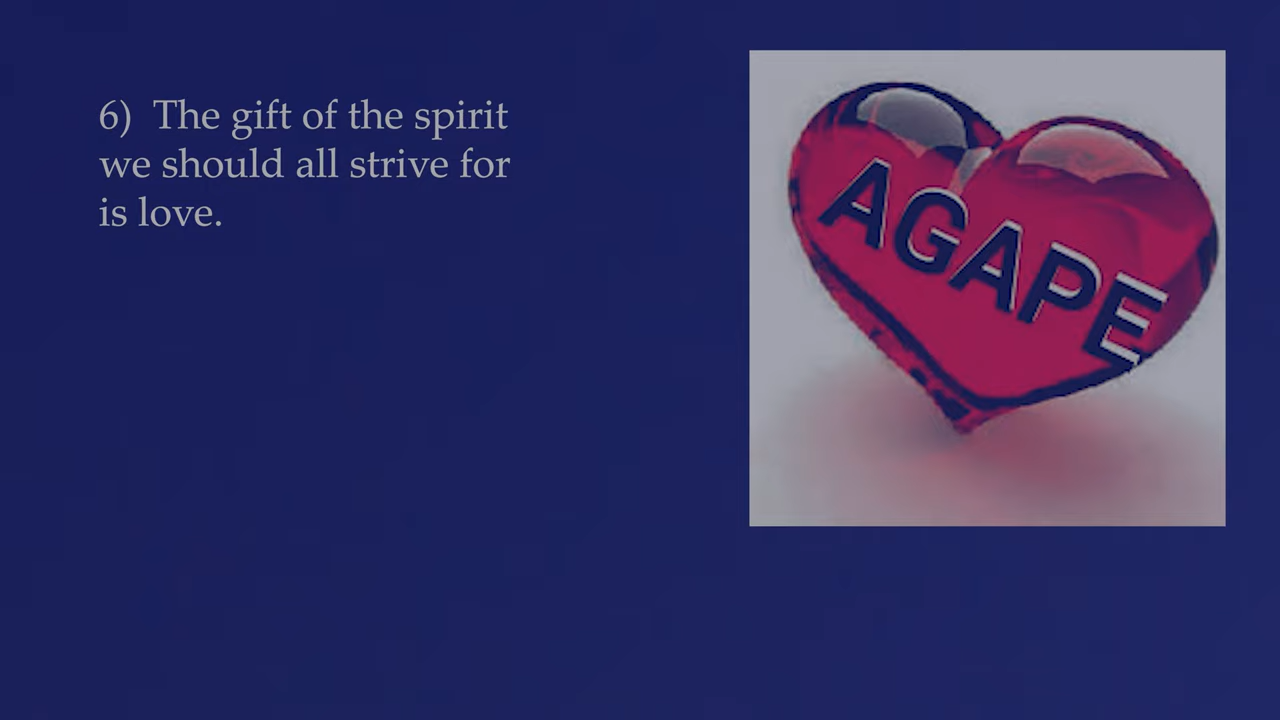 6)  The gift of the spirit
we should all strive for
is love.
AGAPE